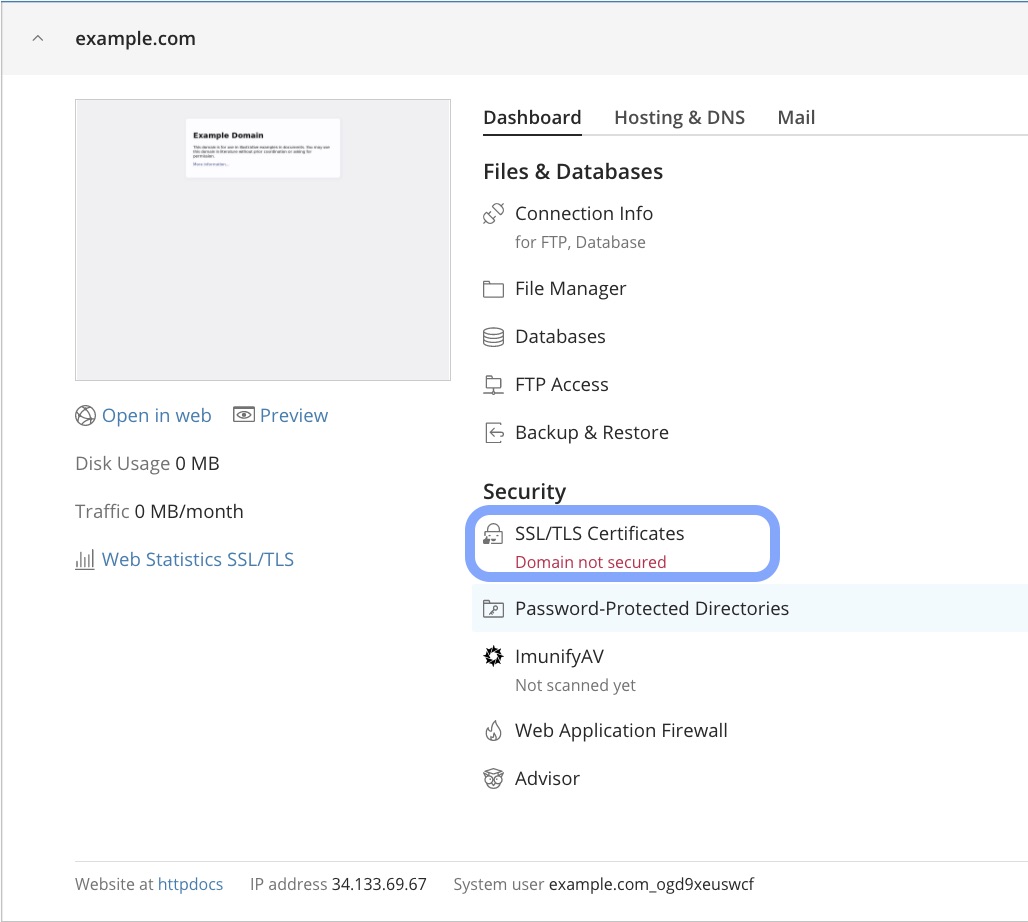 example.com
Example Domain
This domain is for use in illustrative examples in documents. You may use
this domain in literature without prior coordination or asking for
permission.
More information...
Open in web
Preview
Disk Usage 0 MB
Traffic 0 MB/month
Web Statistics SSL/TLS
Dashboard
Hosting & DNS
Mail
Files & Databases
Connection Info
for FTP, Database
File Manager
Databases
FTP Access
Backup & Restore
Security
SSL/TLS Certificates
Domain not secured
Password-Protected Directories
ImunifyAV
Not scanned yet
Web Application Firewall
Advisor
Website at httpdocs
IP address 34.133.69.67
System user example.com_ogd9xeuswcf